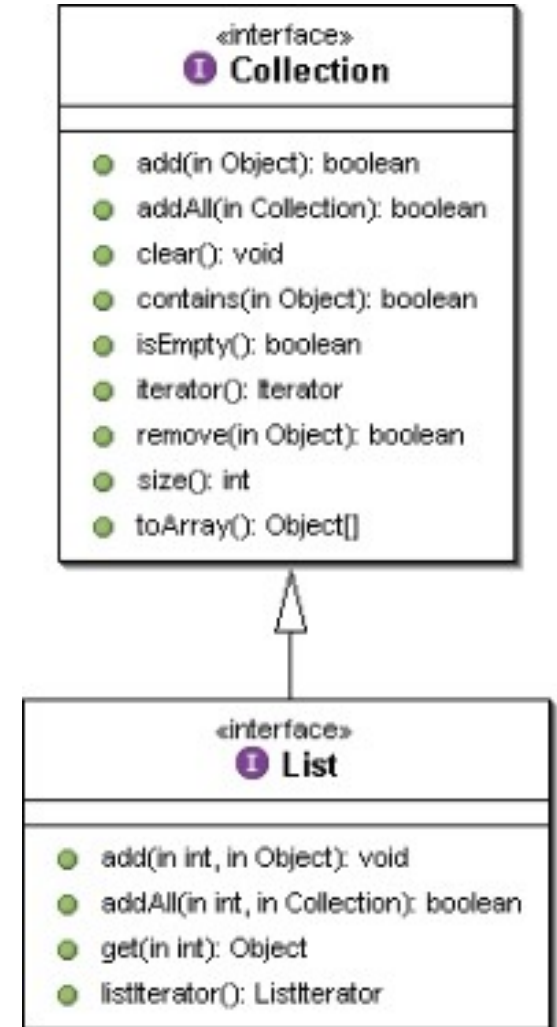 «interface»
I Collection
add(in Object): boolean
addAll(in Collection): boolean
clear(): void
contains(in Object): boolean
isEmpty(): boolean
iterator(): Iterator
remove(in Object): boolean
size(): int
toArray(): Object[]
«interface»
I List
add(in int, in Object): void
addAll(in int, in Collection): boolean
get(in int): Object
listIterator(): ListIterator